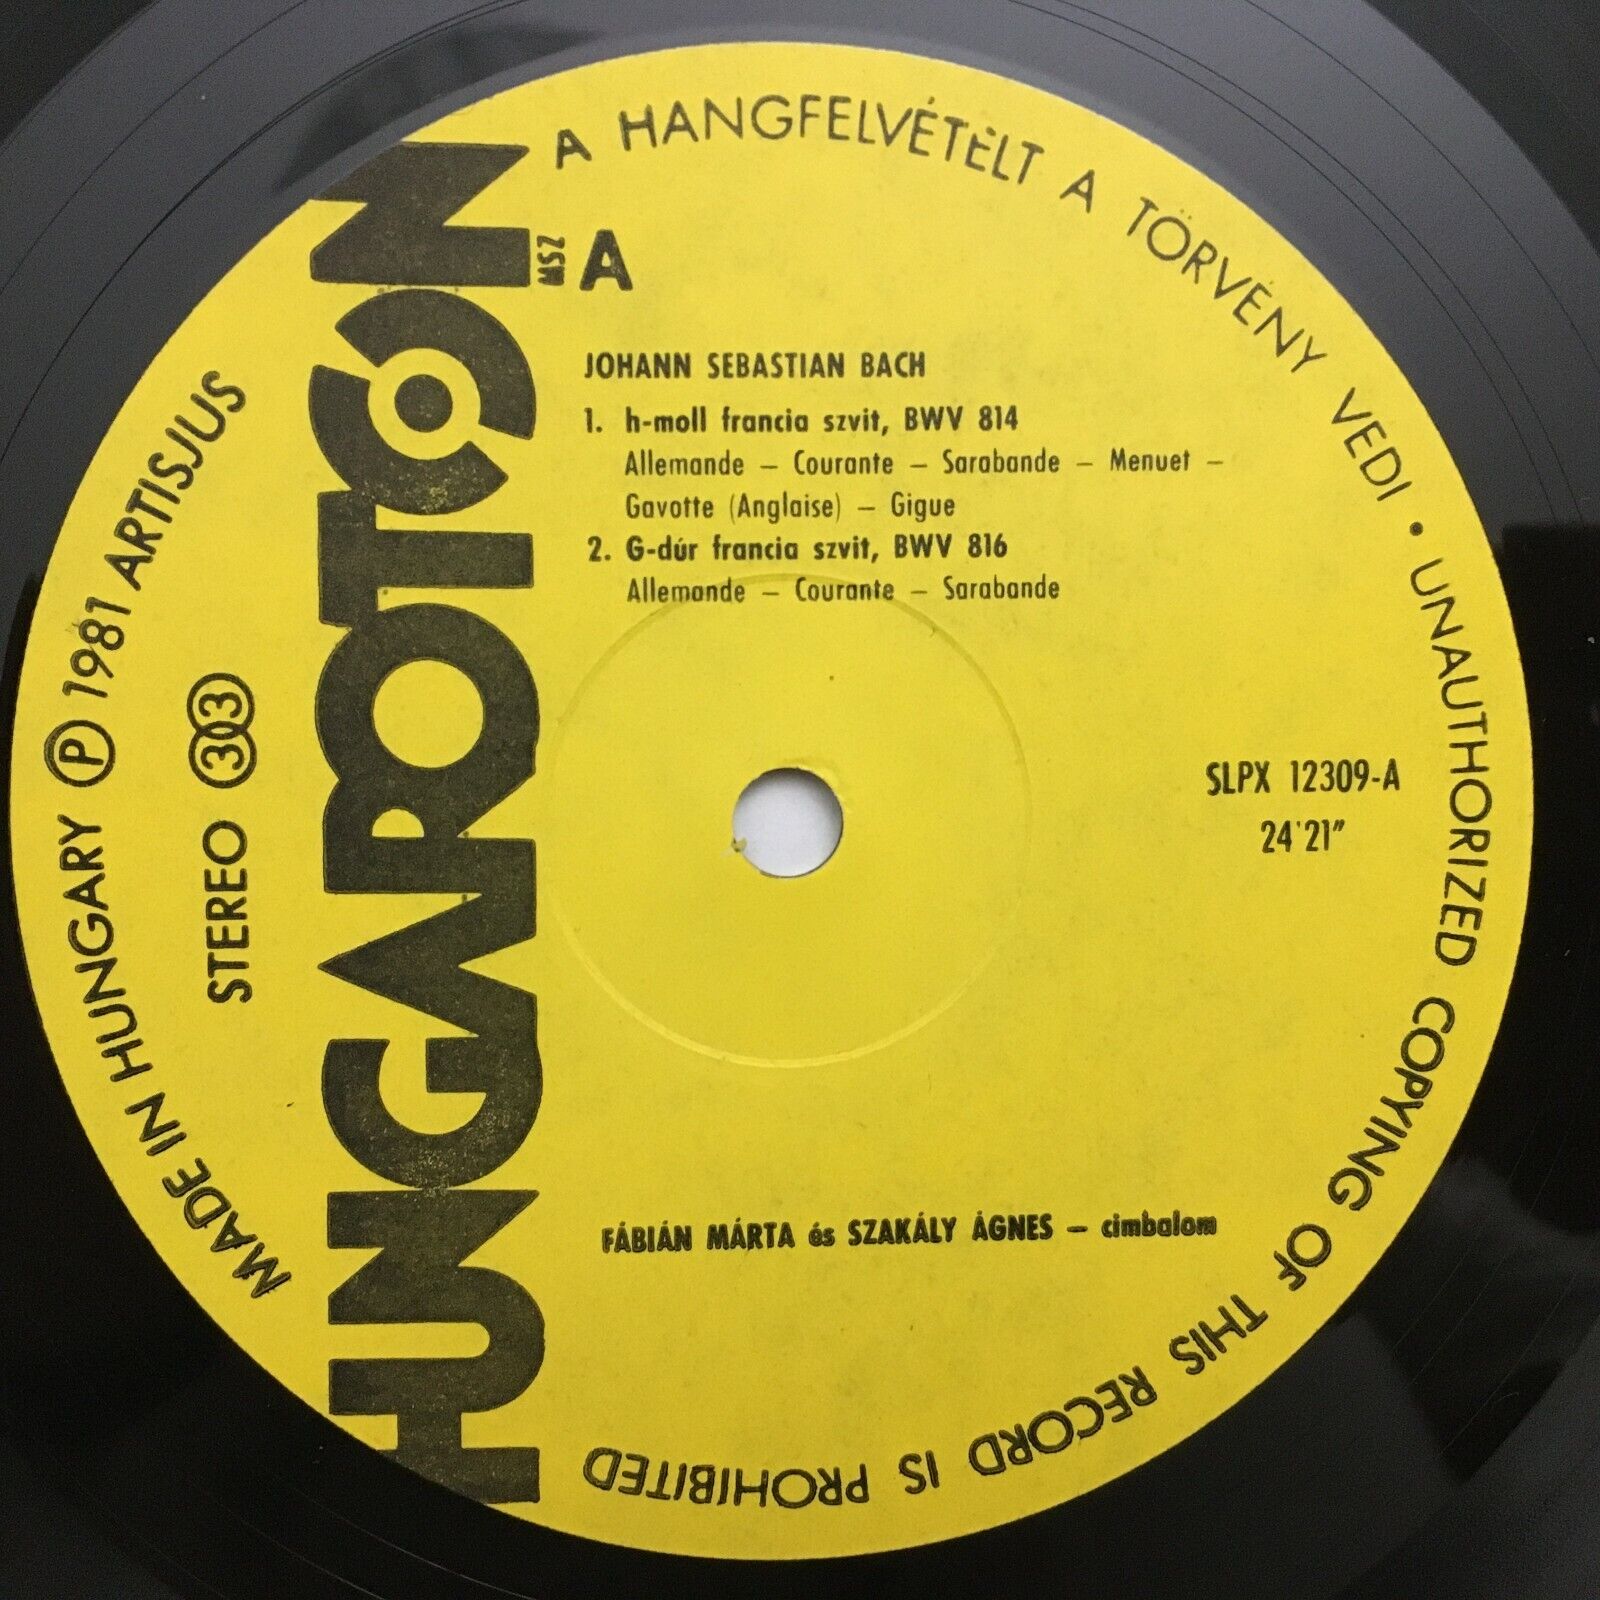 A HANGFELVÉTELT A TÖRVÉNY VEDI • UNAUTHORIZED COPYING OF THIS RECORD IS PROHIBITED
MADE IN HUNGARY Ⓟ 1981 ARTISJUS
STEREO 33
HUNGAROTON
MSZ
A
JOHANN SEBASTIAN BACH
1. h-moll francia szvit, BWV 814
Allemande – Courante – Sarabande – Menuet –
Gavotte (Anglaise) – Gigue
2. G-dúr francia szvit, BWV 816
Allemande – Courante – Sarabande
SLPX 12309-A
24'21"
FÁBIÁN MÁRTA és SZAKÁLY ÁGNES – cimbalom